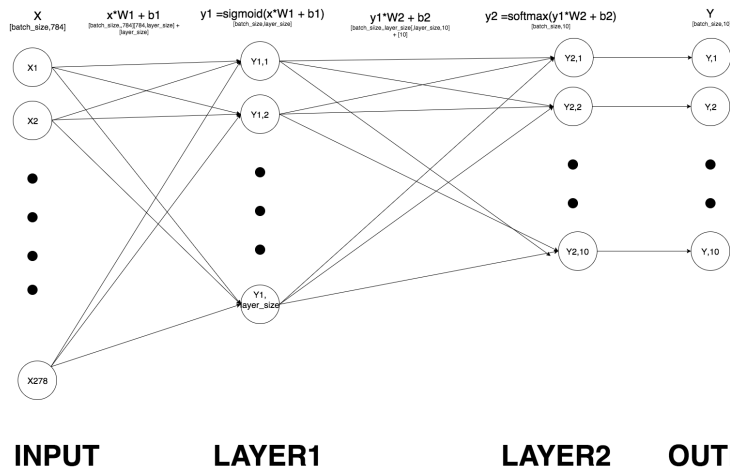 X
[batch_size,784]
x*W1 + b1
[batch_size,,784][784,layer_size] +
[layer_size]
y1 =sigmoid(x*W1 + b1)
[batch_size,layer_size]
y1*W2 + b2
[batch_size,,layer_size],layer_size,10]
+ [10]
y2 =softmax(y1*W2 + b2)
[batch_size,10]
Y
[batch_size,10]
X1
Y1,1
Y2,1
Y,1
X2
Y1,2
Y2,2
Y,2
Y2,10
Y,10
Y1,
layer_size
X278
INPUT
LAYER1
LAYER2
OUT